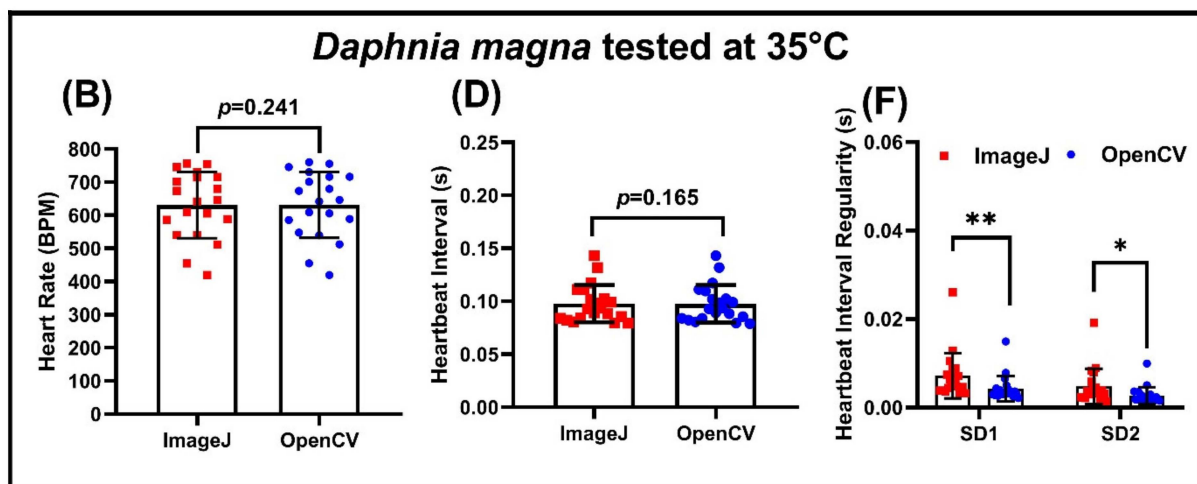 Daphnia magna tested at 35°C
(B)
p=0.241
Heart Rate (BPM)
800
700
600
500
400
300
200
100
0
ImageJ
OpenCV
(D)
p=0.165
Heartbeat Interval (s)
0.25
0.20
0.15
0.10
0.05
0.00
ImageJ
OpenCV
(F)
Heartbeat Interval Regularity (s)
0.06
0.04
0.02
0.00
ImageJ
OpenCV
**
*
SD1
SD2